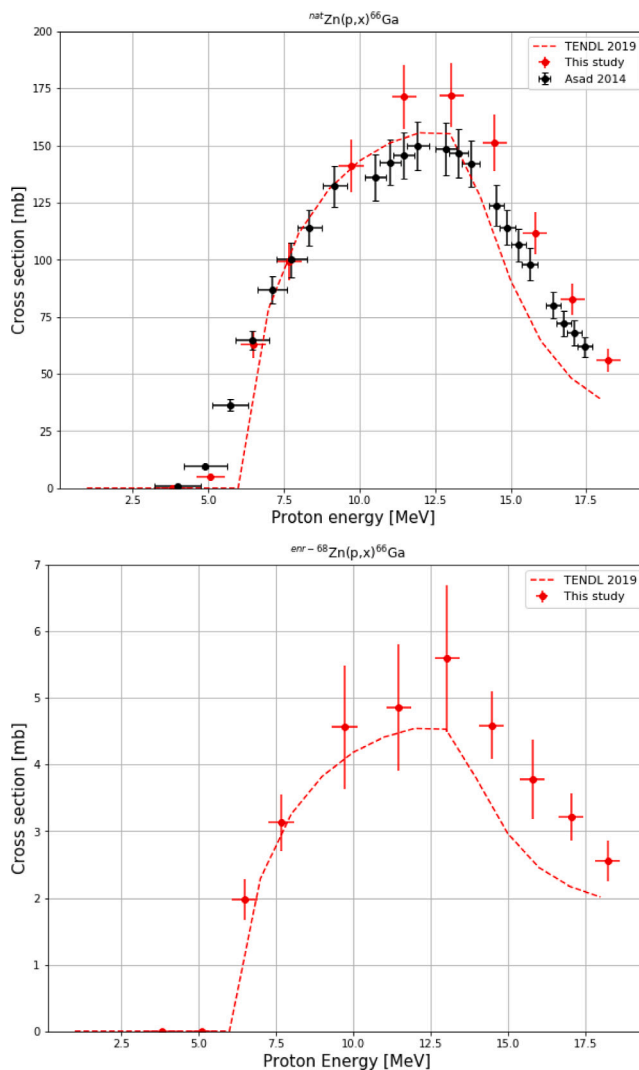 ⁿᵃᵗZn(p,x)⁶⁶Ga
200
175
150
125
100
75
50
25
0
Cross section [mb]
TENDL 2019
This study
Asad 2014
2.5 5.0 7.5 10.0 12.5 15.0 17.5
Proton energy [MeV]
ᵉⁿʳ⁻⁶⁸Zn(p,x)⁶⁶Ga
7
6
5
4
3
2
1
0
Cross section [mb]
TENDL 2019
This study
2.5 5.0 7.5 10.0 12.5 15.0 17.5
Proton Energy [MeV]